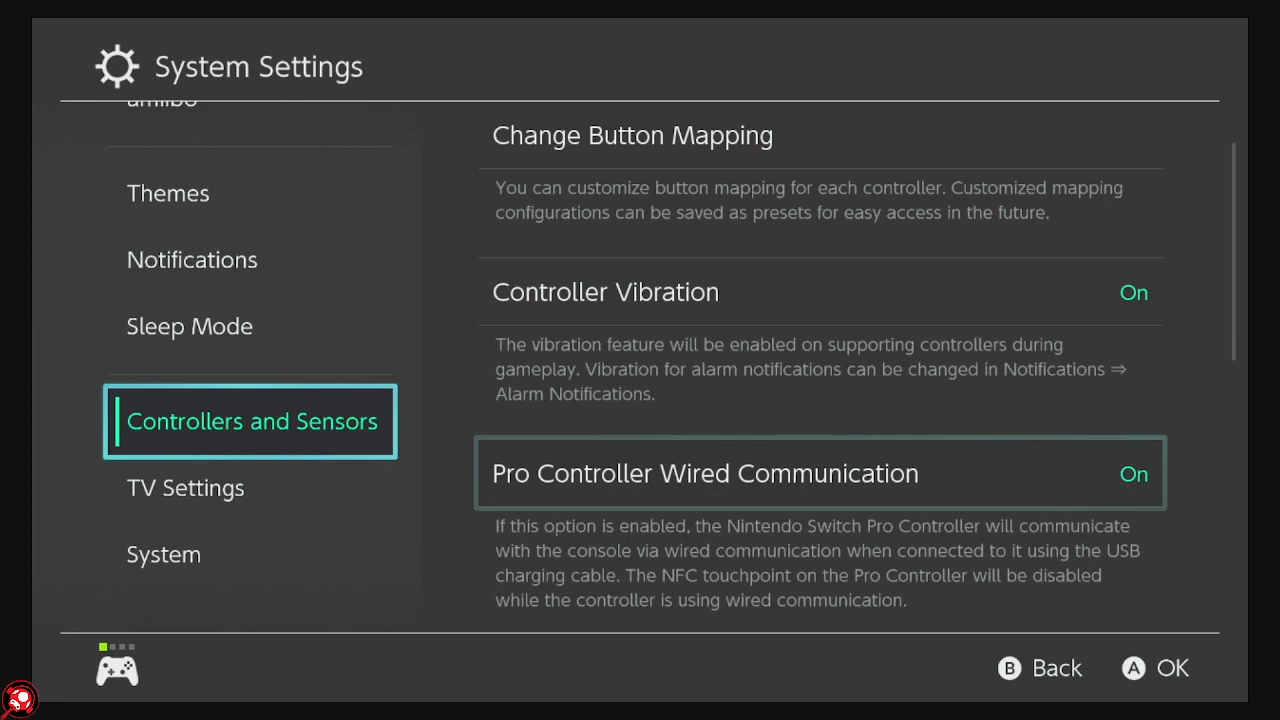 System Settings
amiibo
Themes
Notifications
Sleep Mode
Controllers and Sensors
TV Settings
System
Change Button Mapping
You can customize button mapping for each controller. Customized mapping
configurations can be saved as presets for easy access in the future.
Controller Vibration On
The vibration feature will be enabled on supporting controllers during
gameplay. Vibration for alarm notifications can be changed in Notifications ⇒
Alarm Notifications.
Pro Controller Wired Communication On
If this option is enabled, the Nintendo Switch Pro Controller will communicate
with the console via wired communication when connected to it using the USB
charging cable. The NFC touchpoint on the Pro Controller will be disabled
while the controller is using wired communication.
B Back A OK